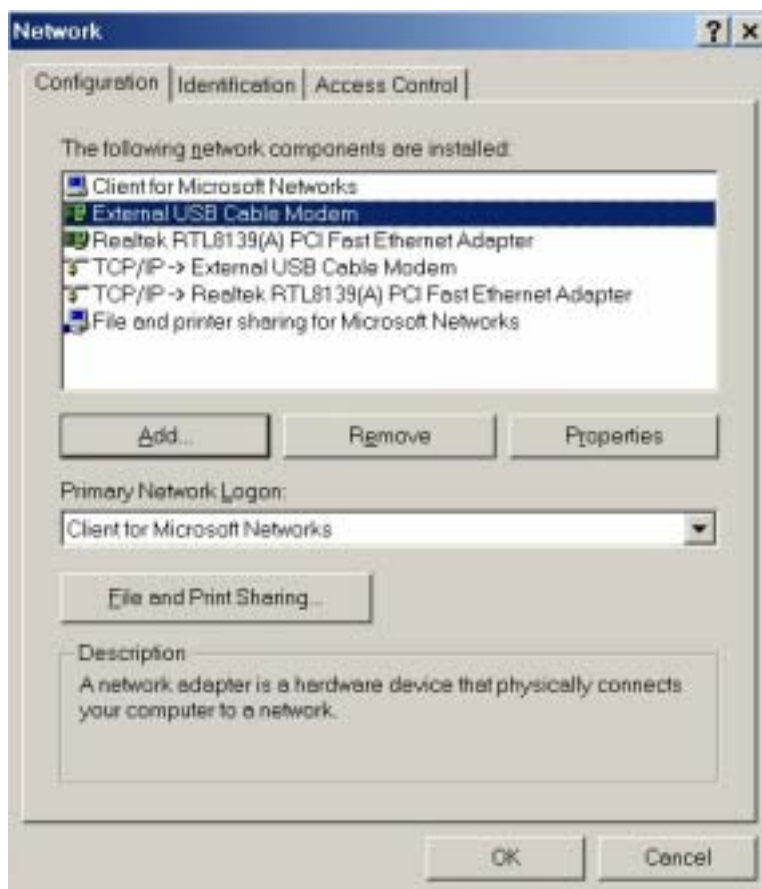 Network
Configuration Identification Access Control
The following network components are installed:
Client for Microsoft Networks
External USB Cable Modem
Realtek RTL8139(A) PCI Fast Ethernet Adapter
TCP/IP -> External USB Cable Modem
TCP/IP -> Realtek RTL8139(A) PCI Fast Ethernet Adapter
File and printer sharing for Microsoft Networks
Add... Remove Properties
Primary Network Logon:
Client for Microsoft Networks
File and Print Sharing...
Description
A network adapter is a hardware device that physically connects
your computer to a network.
OK Cancel